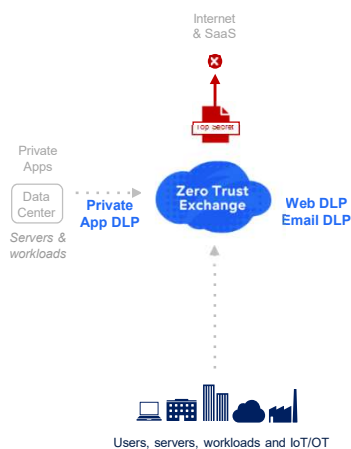 Internet
& SaaS
Top Secret
Private
Apps
Data
Center
Servers &
workloads
Private
App DLP
Zero Trust
Exchange
Web DLP
Email DLP
Users, servers, workloads and IoT/OT